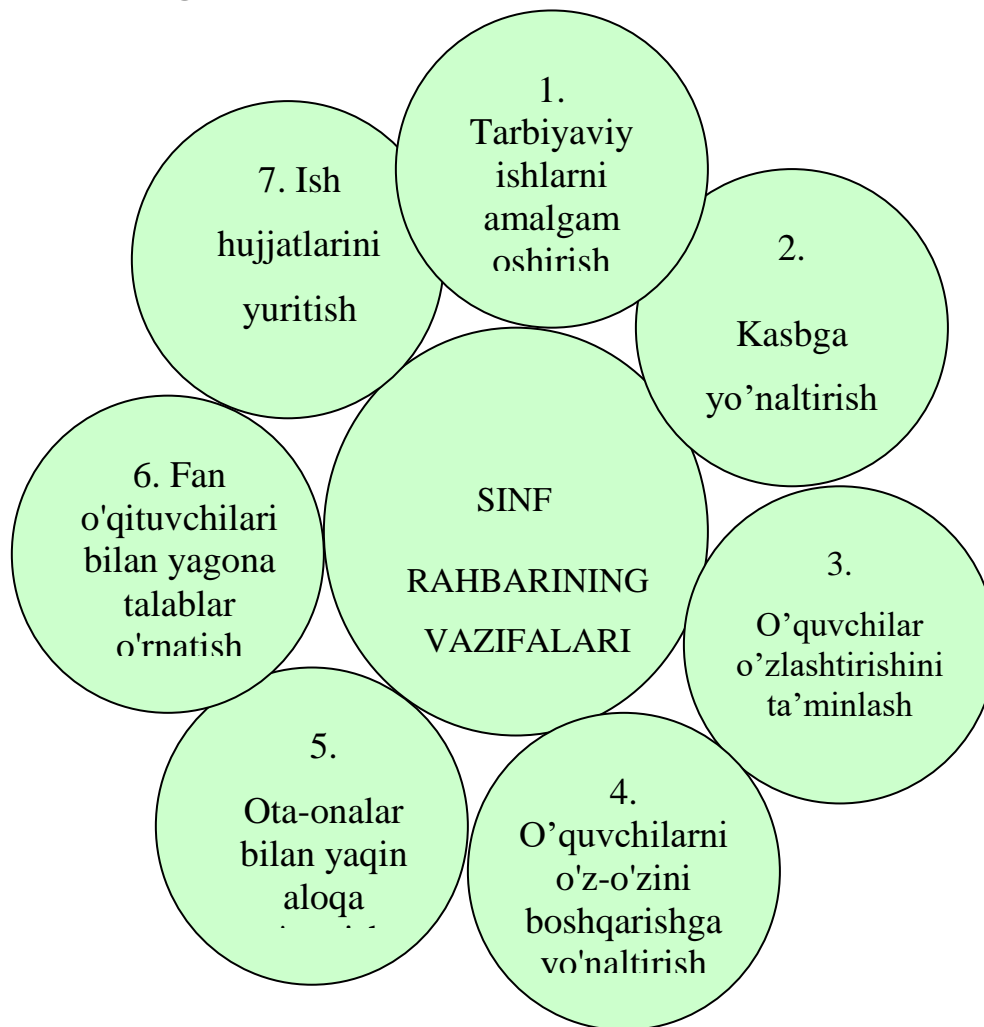 1.
Tarbiyaviy
ishlarni
amalgam
oshirish
2.
Kasbga
yo’naltirish
3.
O’quvchilar
o’zlashtirishini
ta’minlash
4.
O’quvchilarni
o'z-o'zini
boshqarishga
yo'naltirish
5.
Ota-onalar
bilan yaqin
aloqa
6. Fan
o'qituvchilari
bilan yagona
talablar
o'rnatish
7. Ish
hujjatlarini
yuritish
SINF
RAHBARINING
VAZIFALARI